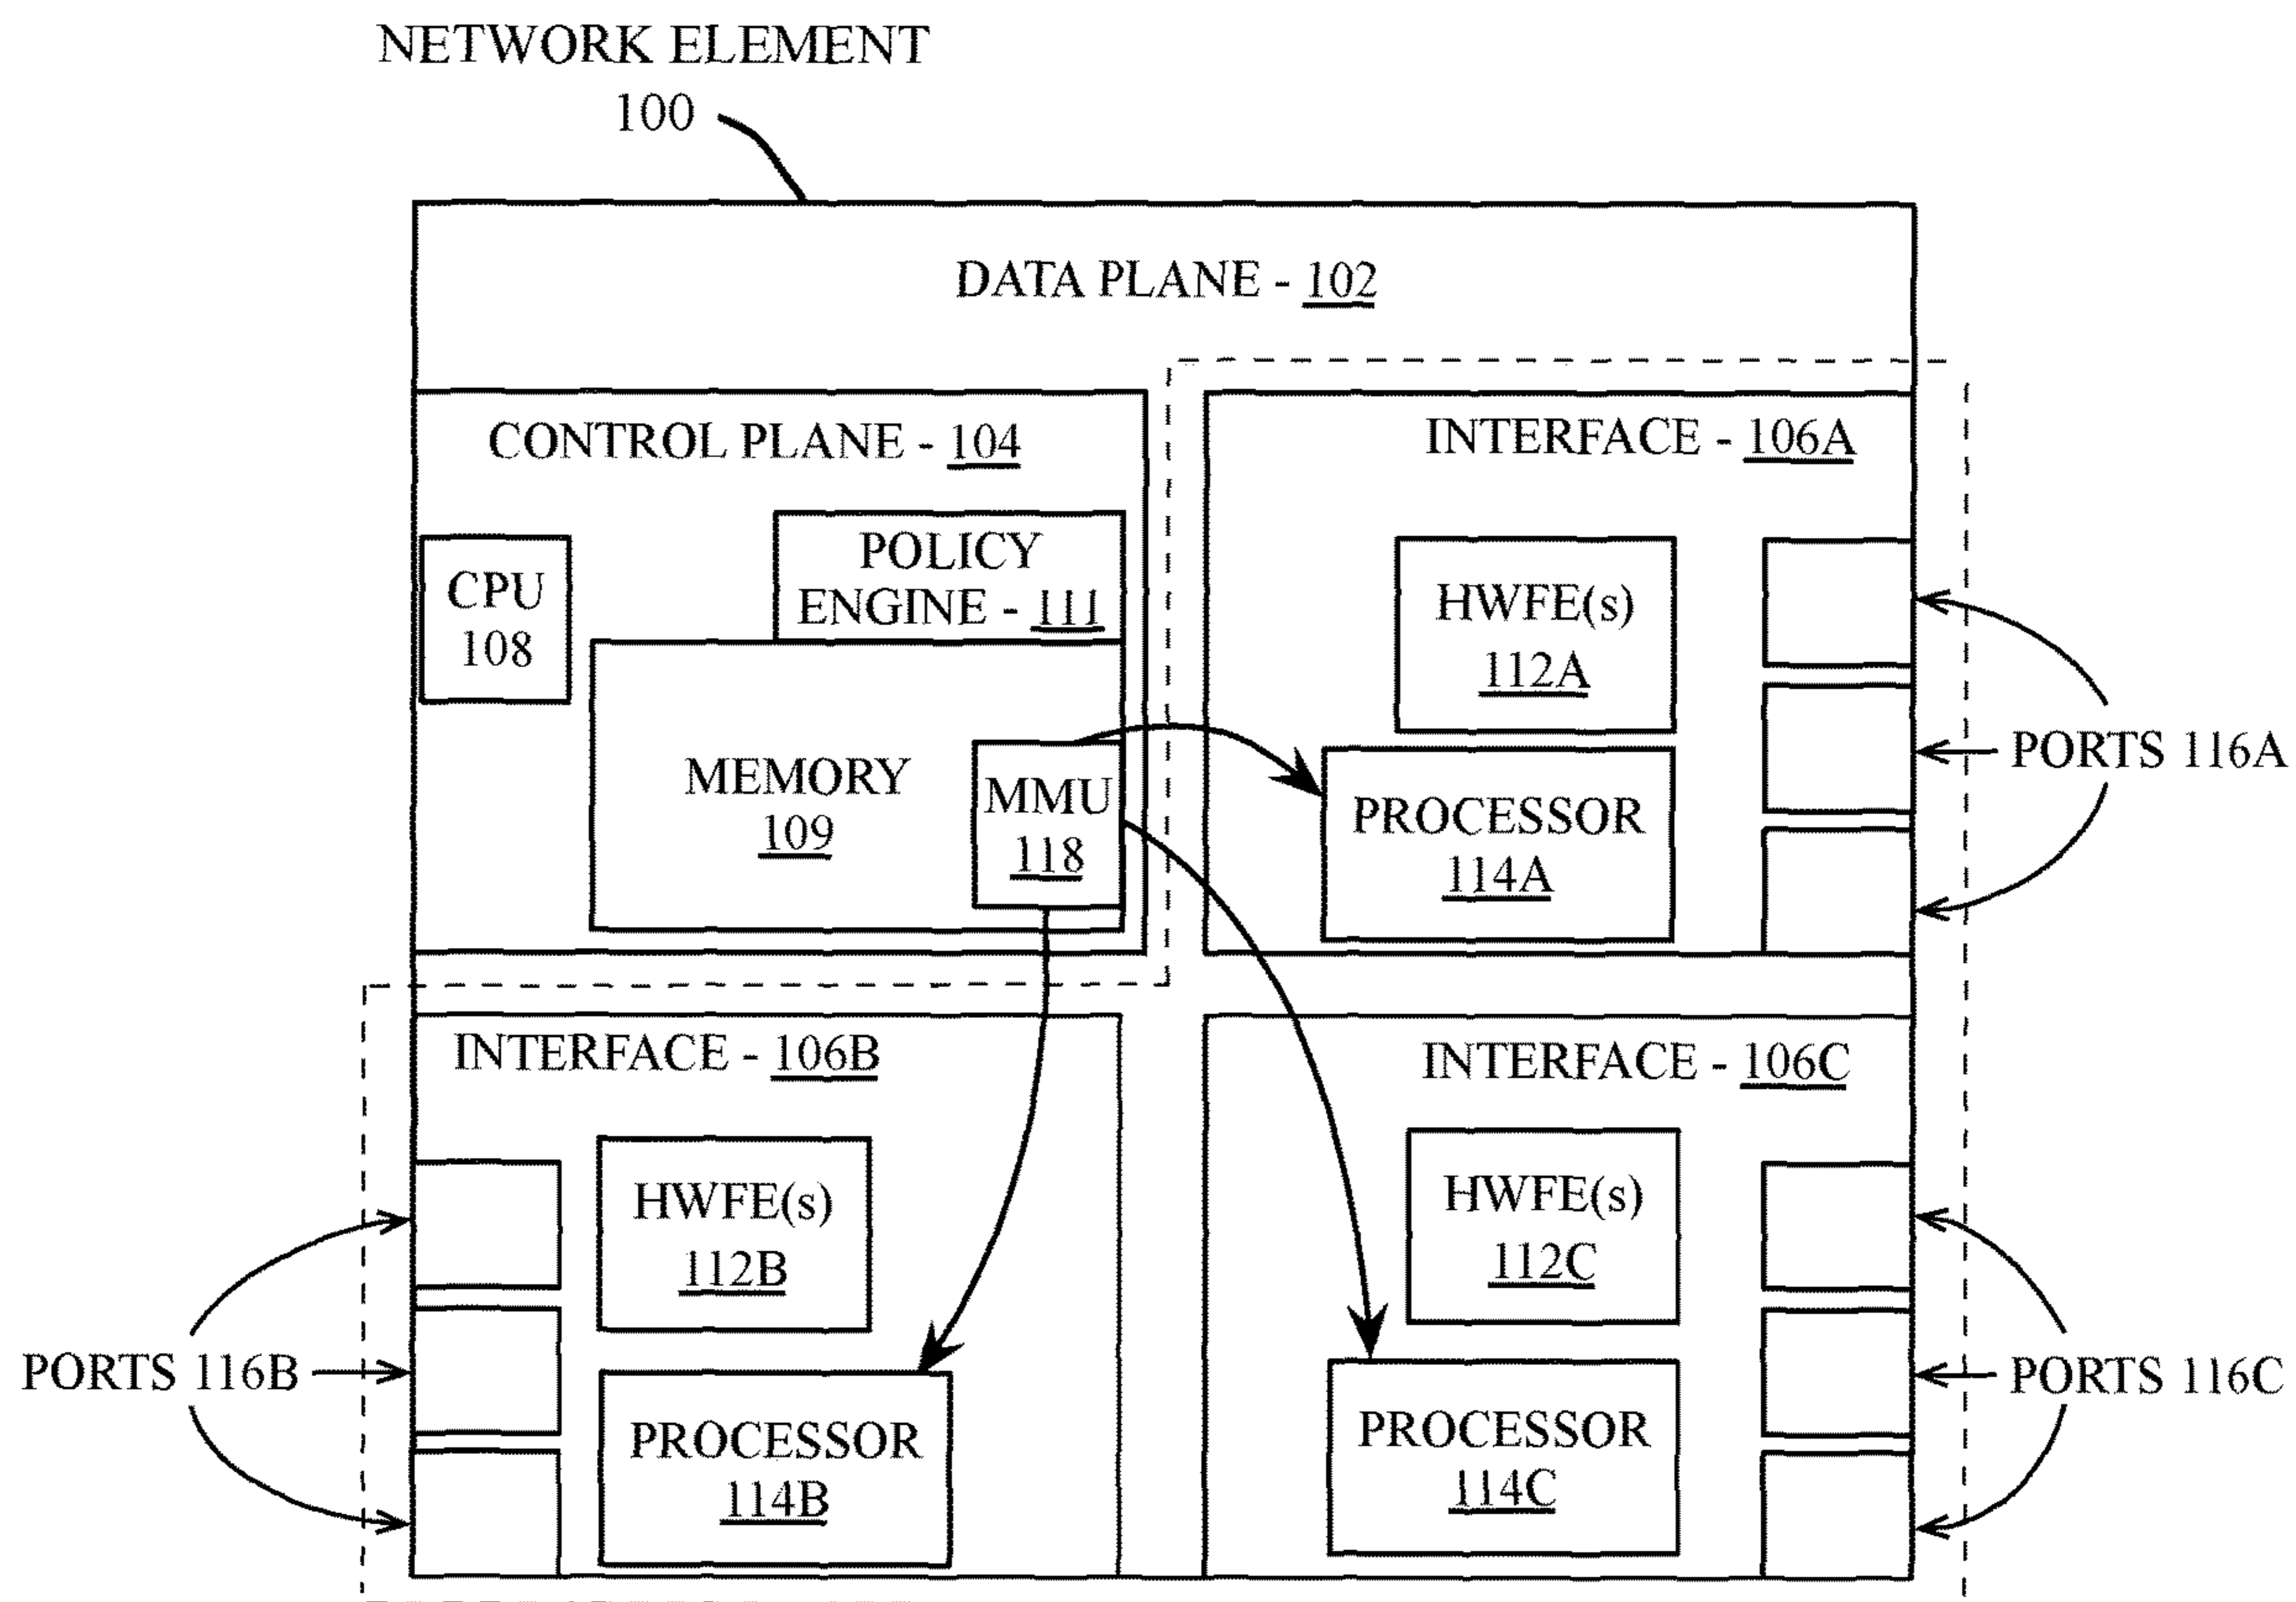 NETWORK ELEMENT
100
DATA PLANE - 102
CONTROL PLANE - 104
CPU
108
POLICY
ENGINE - 111
MEMORY
109
MMU
118
INTERFACE - 106A
HWFE(s)
112A
PROCESSOR
114A
PORTS 116A
INTERFACE - 106B
HWFE(s)
112B
PROCESSOR
114B
PORTS 116B
INTERFACE - 106C
HWFE(s)
112C
PROCESSOR
114C
PORTS 116C